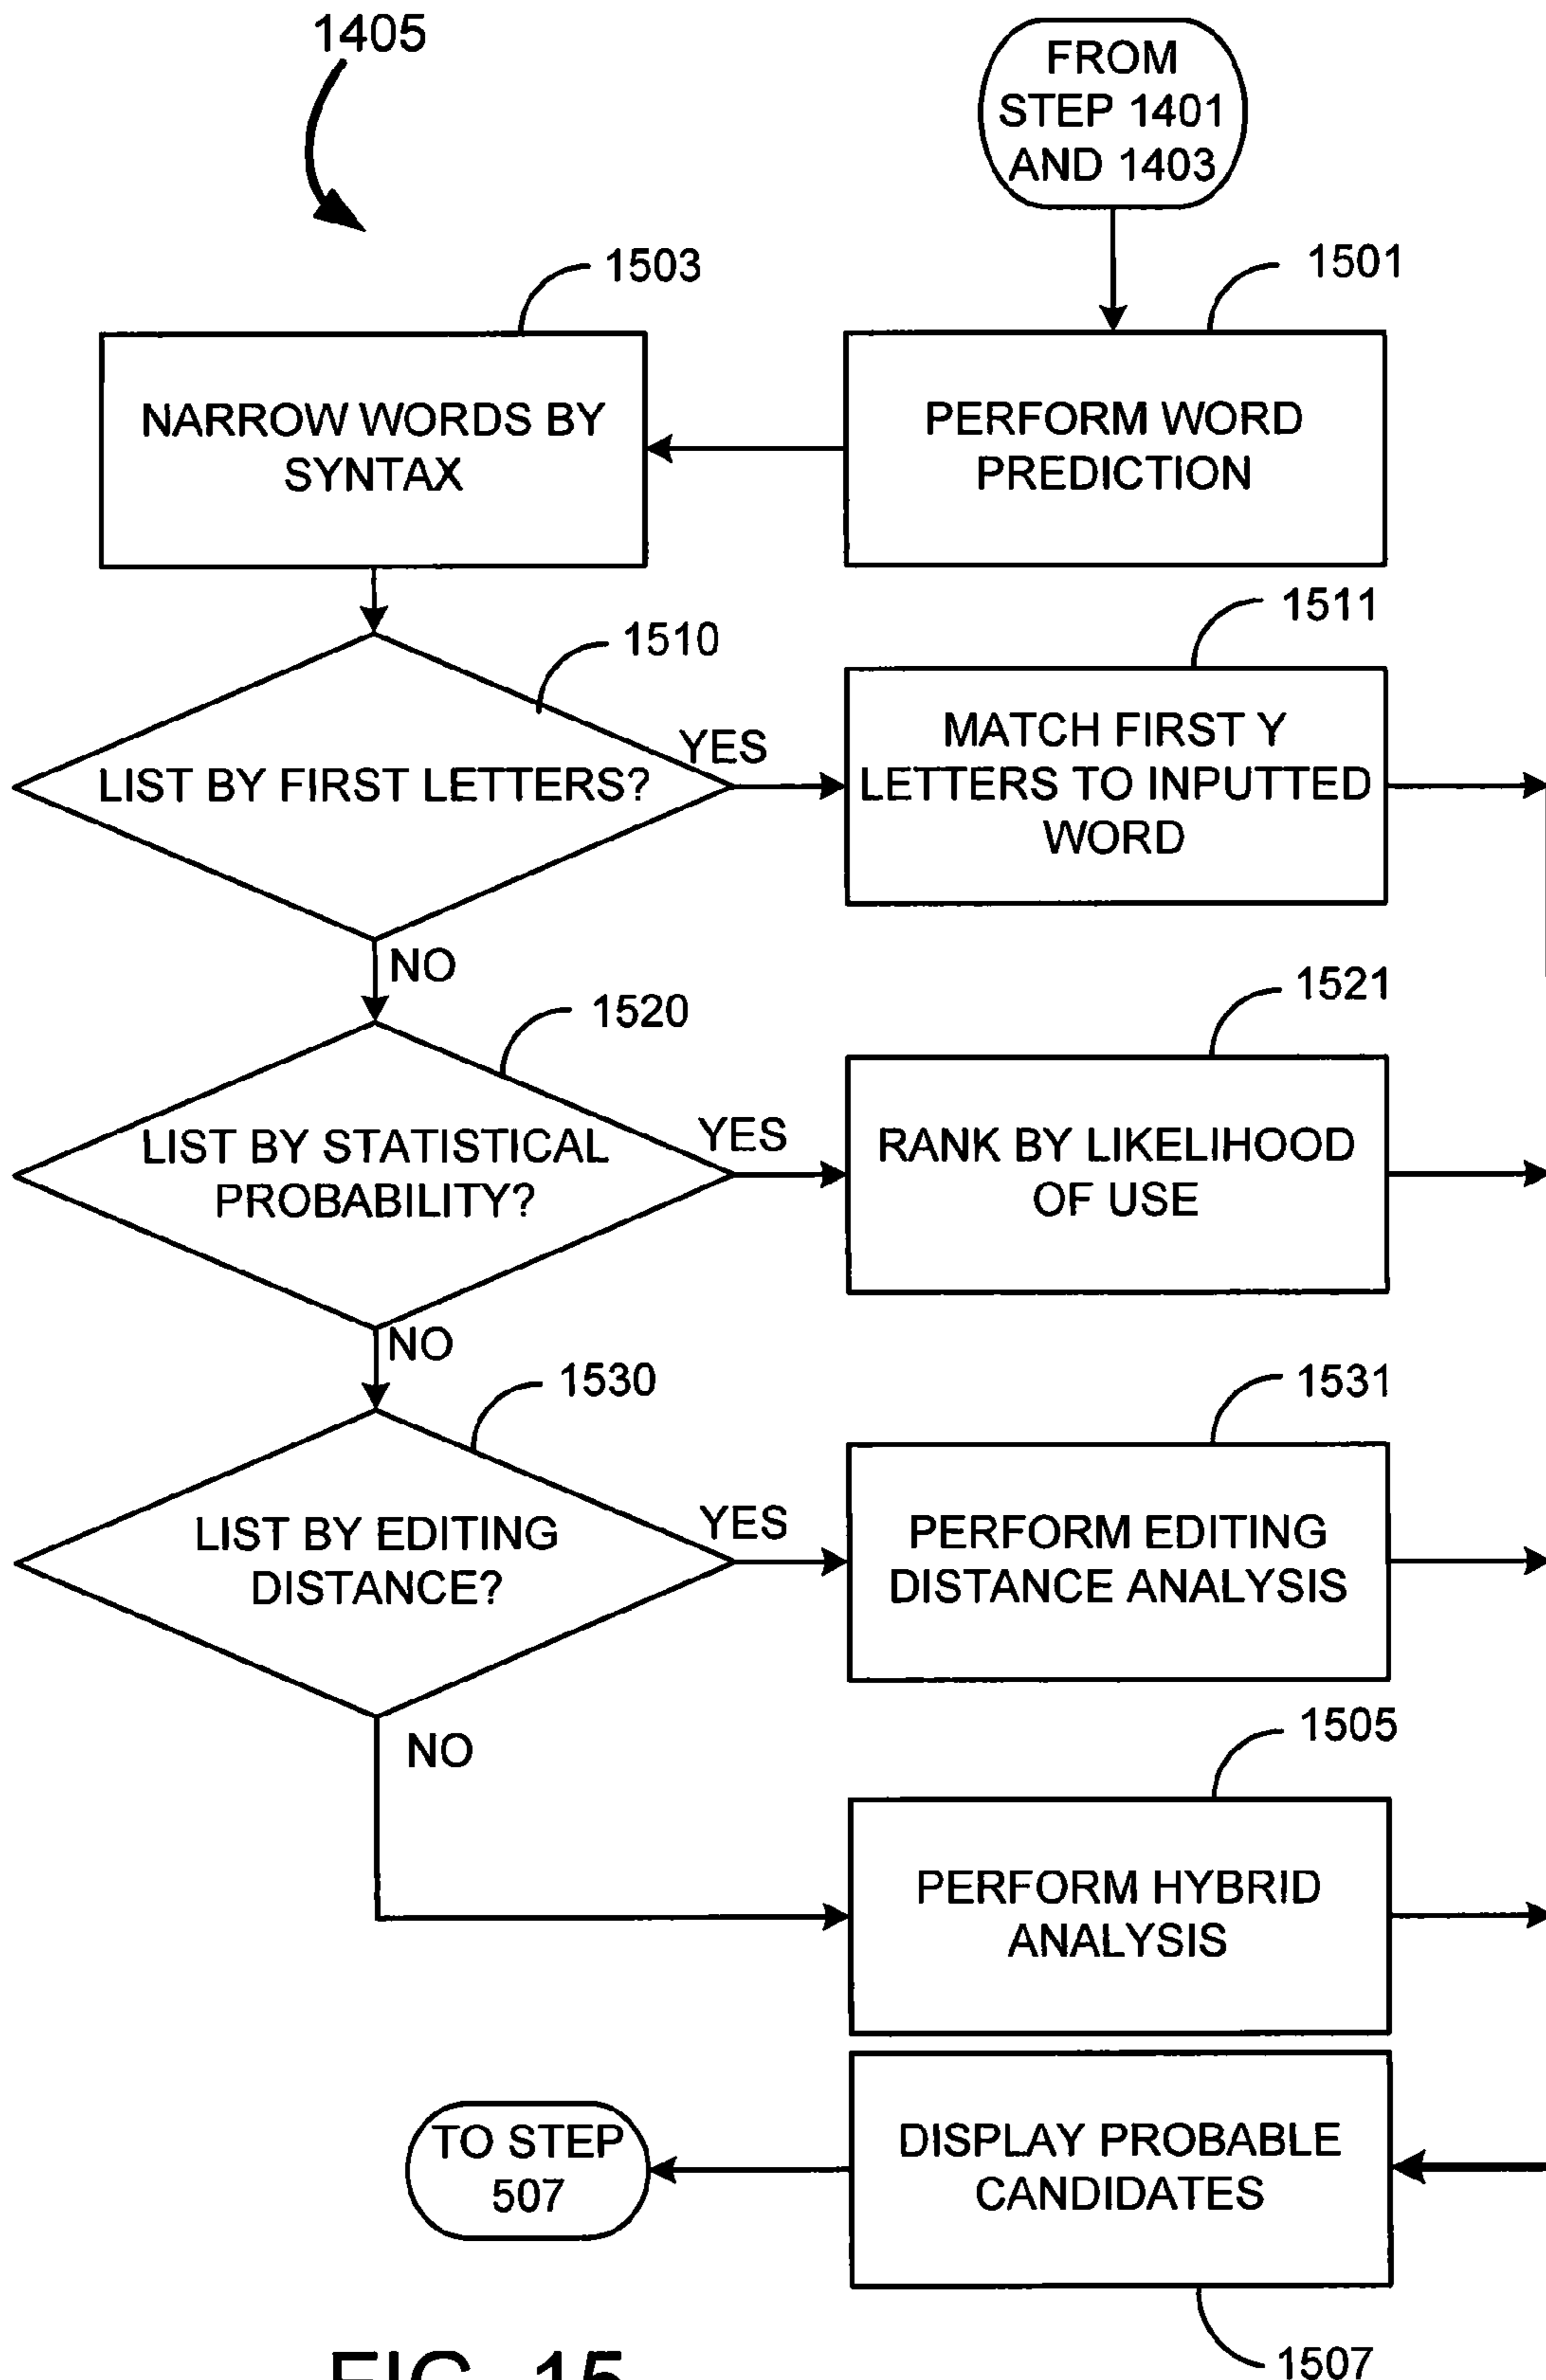 1405
FROM
STEP 1401
AND 1403
1503
1501
NARROW WORDS BY
SYNTAX
PERFORM WORD
PREDICTION
1510
1511
LIST BY FIRST LETTERS?
YES
MATCH FIRST Y
LETTERS TO INPUTTED
WORD
NO
1520
1521
LIST BY STATISTICAL
PROBABILITY?
YES
RANK BY LIKELIHOOD
OF USE
NO
1530
1531
LIST BY EDITING
DISTANCE?
YES
PERFORM EDITING
DISTANCE ANALYSIS
NO
1505
PERFORM HYBRID
ANALYSIS
TO STEP
507
DISPLAY PROBABLE
CANDIDATES
1507
FIG. 15